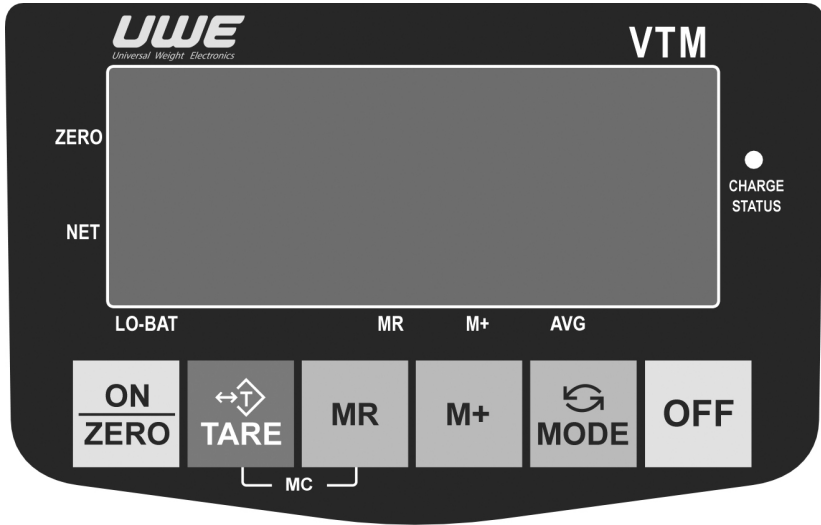 UWE
Universal Weight Electronics
VTM
ZERO
NET
CHARGE
STATUS
LO-BAT MR M+ AVG
ON
ZERO
T
TARE
MR
M+
MODE
OFF
MC